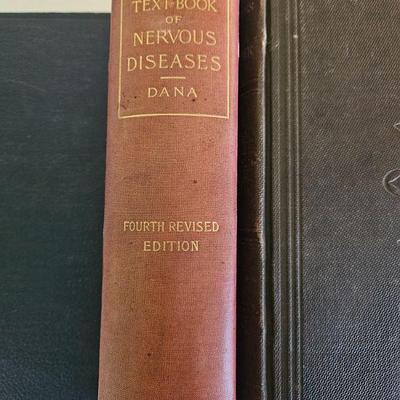 TEXT-BOOK
OF
NERVOUS
DISEASES
DANA
FOURTH REVISED
EDITION